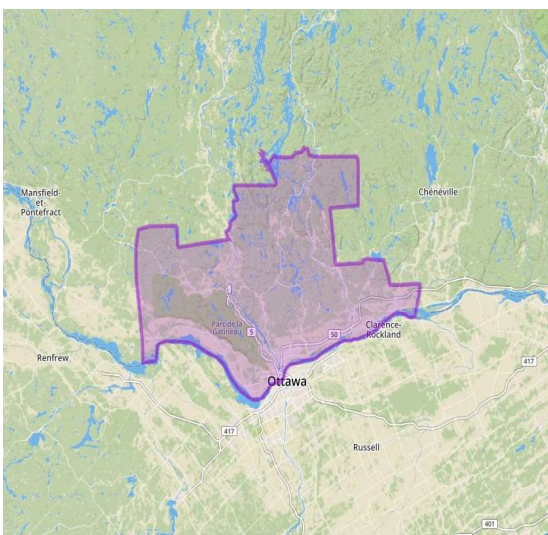 Mansfield-
et-
Pontefract
Chénéville
Parc de la
Gatineau
5
50
Clarence-
Rockland
Renfrew
417
Ottawa
417
Russell
401